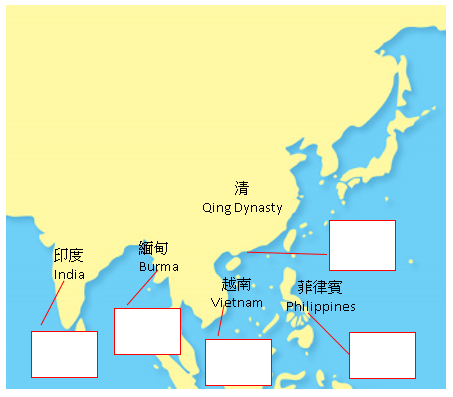 清
Qing Dynasty
印度
India
緬甸
Burma
越南
Vietnam
菲律賓
Philippines